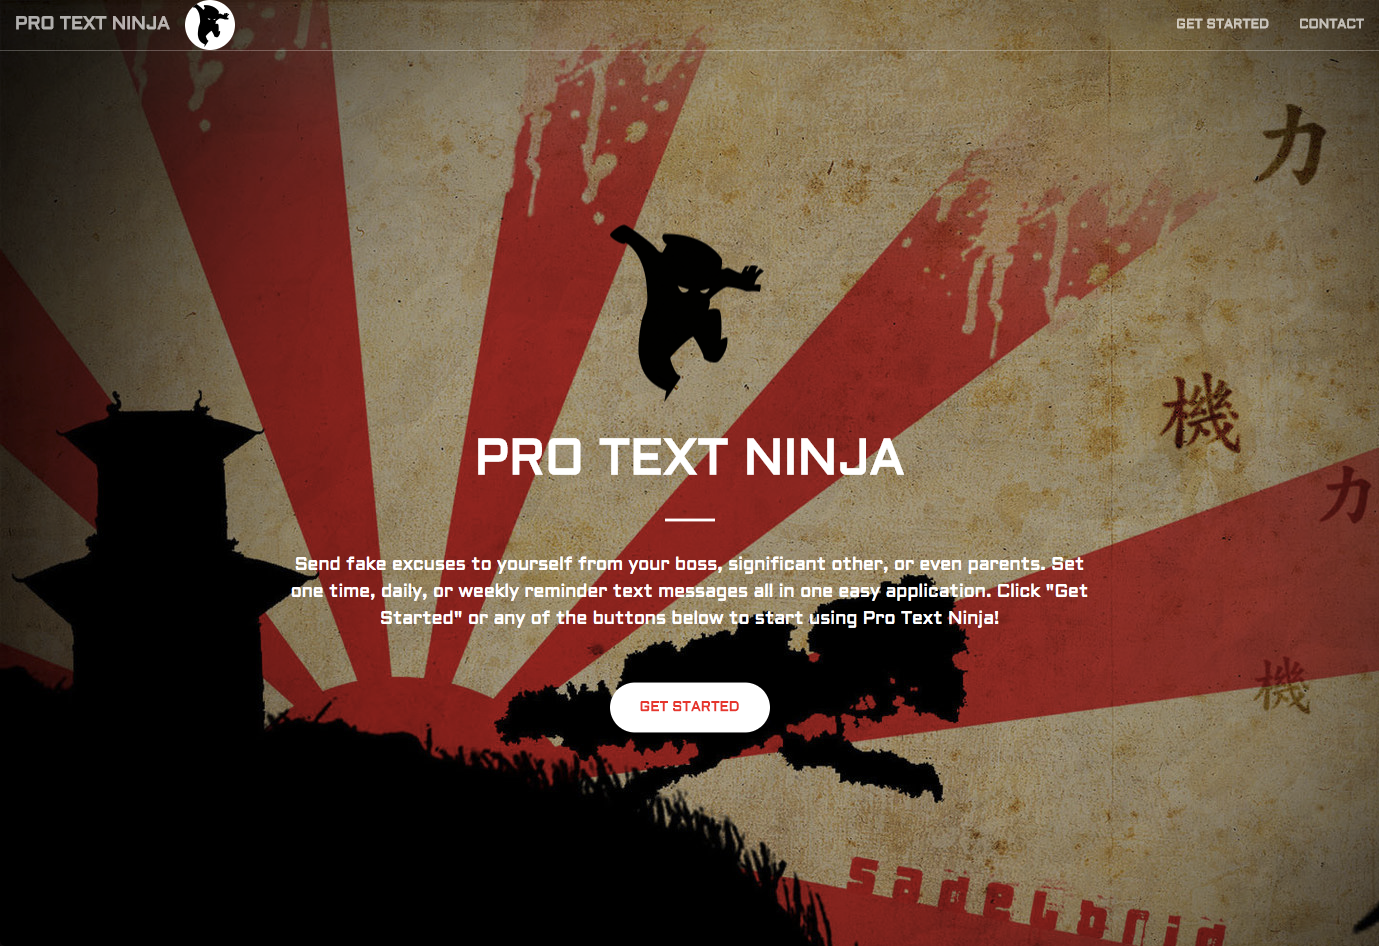 PRO TEXT NINJA
GET STARTED
CONTACT
力
機
力
PRO TEXT NINJA
Send fake excuses to yourself from your boss, significant other, or even parents. Set
one time, daily, or weekly reminder text messages all in one easy application. Click "Get
Started" or any of the buttons below to start using Pro Text Ninja!
機
GET STARTED